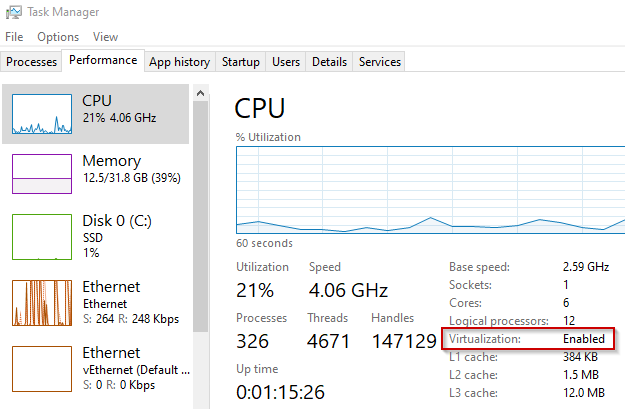 Task Manager
File Options View
Processes Performance App history Startup Users Details Services
CPU
21% 4.06 GHz
Memory
12.5/31.8 GB (39%)
Disk 0 (C:)
SSD
1%
Ethernet
Ethernet
S: 264 R: 248 Kbps
Ethernet
vEthernet (Default ...
S: 0 R: 0 Kbps
CPU
% Utilization
60 seconds
Utilization Speed
21% 4.06 GHz
Processes Threads Handles
326 4671 147129
Up time
0:01:15:26
Base speed: 2.59 GHz
Sockets: 1
Cores: 6
Logical processors: 12
Virtualization: Enabled
L1 cache: 384 KB
L2 cache: 1.5 MB
L3 cache: 12.0 MB